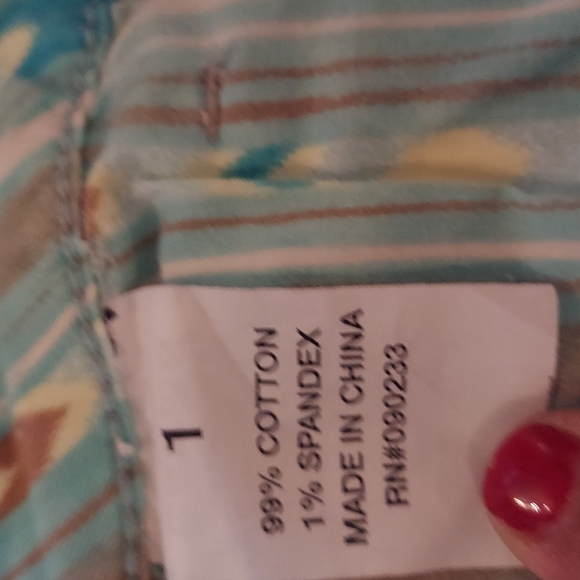 1
99% COTTON
1% SPANDEX
MADE IN CHINA
RN#090233